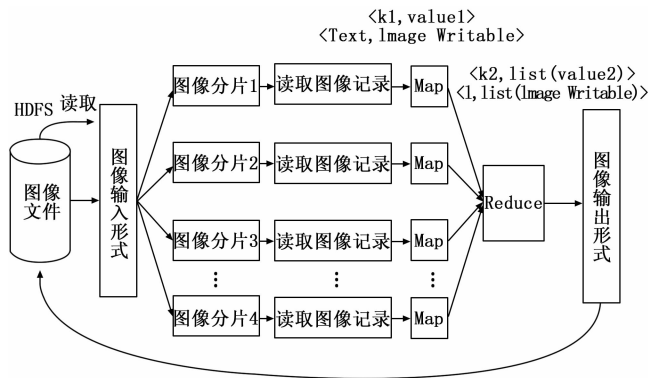 <k1,value1>
<Text,lmage Writable>
<k2,list(value2)>
<l,list(lmage Writable)>
HDFS 读取
图像文件
图像输入形式
图像分片1
读取图像记录
Map
图像分片2
读取图像记录
Map
图像分片3
读取图像记录
Map
⋮ ⋮ ⋮
图像分片4
读取图像记录
Map
Reduce
图像输出形式